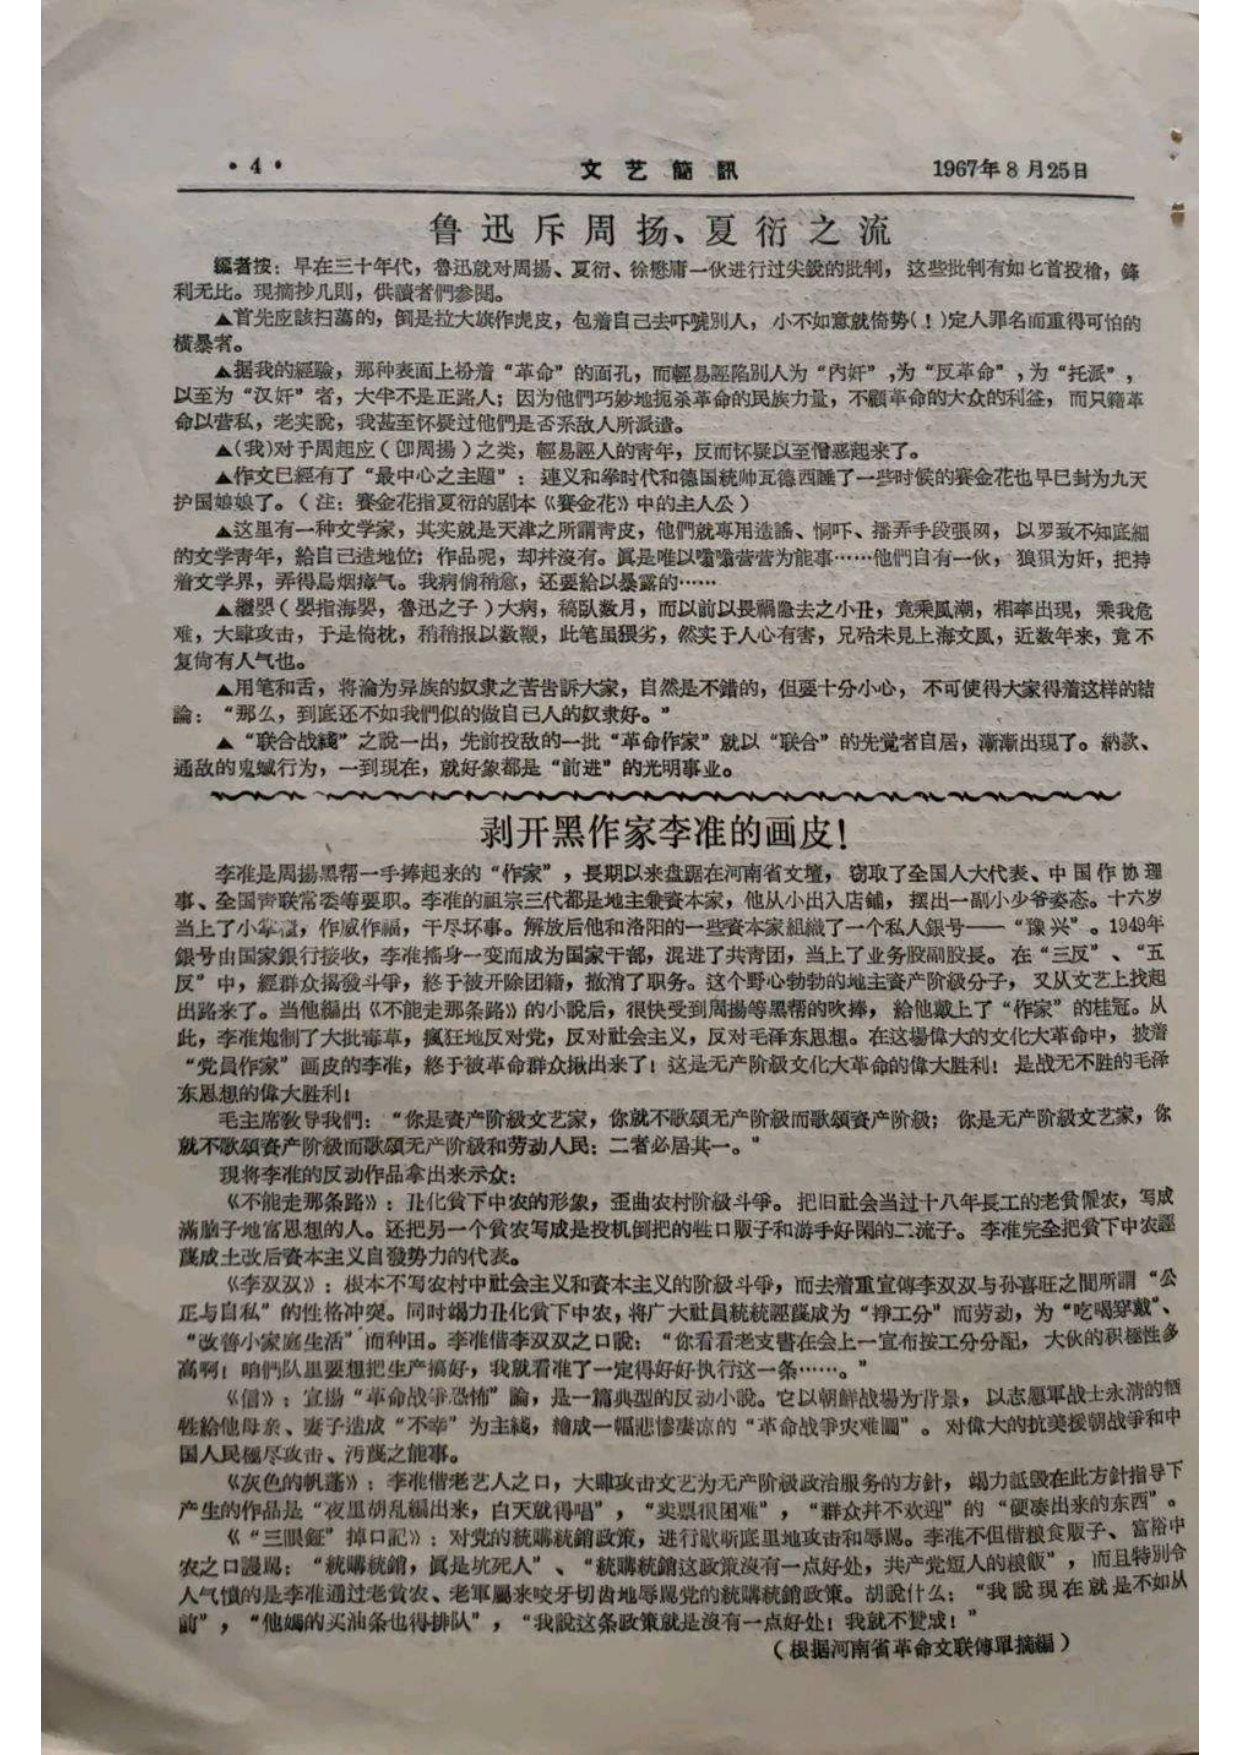 ·4· 文艺簡訊 1967年8月25日
鲁迅斥周扬、夏衍之流
編者按：早在三十年代，魯迅就对周揚、夏衍、徐懋庸一伙进行过尖銳的批判，这些批判有如匕首投槍，鋒
利无比。現摘抄几則，供讀者們参閱。
▲首先应該扫蕩的，倒是拉大旗作虎皮，包着自己去吓唬別人，小不如意就倚势(！)定人罪名而重得可怕的
橫暴者。
▲据我的經驗，那种表面上扮着“革命”的面孔，而輕易誣陷別人为“內奸”,为“反革命”,为“托派”,
以至为“汉奸”者，大半不是正路人；因为他們巧妙地扼杀革命的民族力量，不顧革命的大众的利益，而只籍革
命以营私，老实說，我甚至怀疑过他們是否系敌人所派遣。
▲(我)对于周起应（即周揚）之类，輕易誣人的青年，反而怀疑以至憎恶起来了。
▲作文已經有了“最中心之主題”：連义和拳时代和德国統帅瓦德西睡了一些时候的賽金花也早已封为九天
护国娘娘了。（注：賽金花指夏衍的剧本《賽金花》中的主人公）
▲这里有一种文学家，其实就是天津之所謂青皮，他們就專用造謠、恫吓、播弄手段張网，以罗致不知底細
的文学青年，給自己造地位；作品呢，却并沒有。眞是唯以嗡嗡营营为能事……他們自有一伙，狼狽为奸，把持
着文学界，弄得烏烟瘴气。我病倘稍愈，还要給以暴露的……
▲繼婴（婴指海婴，魯迅之子）大病，稿臥数月，而以前以畏禍隐去之小丑，竟乘風潮，相率出現，乘我危
难，大肆攻击，于是倚枕，稍稍报以数鞭，此笔虽猥劣，然实于人心有害，兄殆未見上海文風，近数年来，竟不
复倘有人气也。
▲用笔和舌，将淪为异族的奴隶之苦告訴大家，自然是不錯的，但要十分小心，不可使得大家得着这样的結
論：“那么，到底还不如我們似的做自己人的奴隶好。”
▲“联合战綫”之說一出，先前投敌的一批“革命作家”就以“联合”的先觉者自居，漸漸出現了。納款、
通敌的鬼蜮行为，一到現在，就好象都是“前进”的光明事业。
剥开黑作家李准的画皮！
李准是周揚黑帮一手捧起来的“作家”，長期以来盘踞在河南省文壇，窃取了全国人大代表、中国作协理
事、全国青联常委等要职。李准的祖宗三代都是地主兼資本家，他从小出入店鋪，摆出一副小少爷姿态。十六岁
当上了小掌櫃，作威作福，干尽坏事。解放后他和洛阳的一些資本家組織了一个私人銀号——“豫兴”。1949年
銀号由国家銀行接收，李准搖身一变而成为国家干部，混进了共靑团，当上了业务股副股長。在“三反”、“五
反”中，經群众揭發斗爭，終于被开除团籍，撤消了职务。这个野心勃勃的地主資产阶級分子，又从文艺上找起
出路来了。当他編出《不能走那条路》的小說后，很快受到周揚等黑帮的吹捧，給他戴上了“作家”的桂冠。从
此，李准炮制了大批毒草，瘋狂地反对党，反对社会主义，反对毛泽东思想。在这場偉大的文化大革命中，披着
“党員作家”画皮的李准，終于被革命群众揪出来了！这是无产阶級文化大革命的偉大胜利！是战无不胜的毛泽
东思想的偉大胜利！
毛主席教导我們：“你是資产阶級文艺家，你就不歌頌无产阶級而歌頌資产阶級；你是无产阶級文艺家，你
就不歌頌資产阶級而歌頌无产阶級和劳动人民：二者必居其一。”
現将李准的反动作品拿出来示众：
《不能走那条路》：丑化貧下中农的形象，歪曲农村阶級斗爭。把旧社会当过十八年長工的老貧僱农，写成
滿脑子地富思想的人。还把另一个貧农写成是投机倒把的牲口販子和游手好閑的二流子。李准完全把貧下中农誣
蔑成土改后資本主义自發势力的代表。
《李双双》：根本不写农村中社会主义和資本主义的阶級斗爭，而去着重宣傳李双双与孙喜旺之間所謂“公
正与自私”的性格冲突。同时竭力丑化貧下中农，将广大社員統統誣蔑成为“掙工分”而劳动，为“吃喝穿戴”、
“改善小家庭生活”而种田。李准借李双双之口說：“你看看老支書在会上一宣布按工分分配，大伙的积極性多
高啊！咱們队里要想把生产搞好，我就看准了一定得好好执行这一条……。”
《信》：宣揚“革命战爭恐怖”論，是一篇典型的反动小說。它以朝鮮战場为背景，以志愿軍战士永清的牺
牲給他母亲、妻子造成“不幸”为主綫，繪成一幅悲慘凄凉的“革命战爭灾难圖”。对偉大的抗美援朝战爭和中
国人民極尽攻击、汚蔑之能事。
《灰色的帆蓬》：李准借老艺人之口，大肆攻击文艺为无产阶級政治服务的方針，竭力詆毁在此方針指导下
产生的作品是“夜里胡乱編出来，白天就得唱”，“卖票很困难”，“群众并不欢迎”的“硬凑出来的东西”。
《“三眼銃”掉口記》：对党的統購統銷政策，进行歇斯底里地攻击和辱駡。李准不但借粮食販子、富裕中
农之口謾駡：“統購統銷，眞是坑死人”、“統購統銷这政策沒有一点好处，共产党短人的粮飯”，而且特別令
人气憤的是李准通过老貧农、老軍屬来咬牙切齿地辱駡党的統購統銷政策。胡說什么：“我說現在就是不如从
前”，“他媽的买油条也得排队”，“我說这条政策就是沒有一点好处！我就不贊成！”
（根据河南省革命文联傳單摘編）